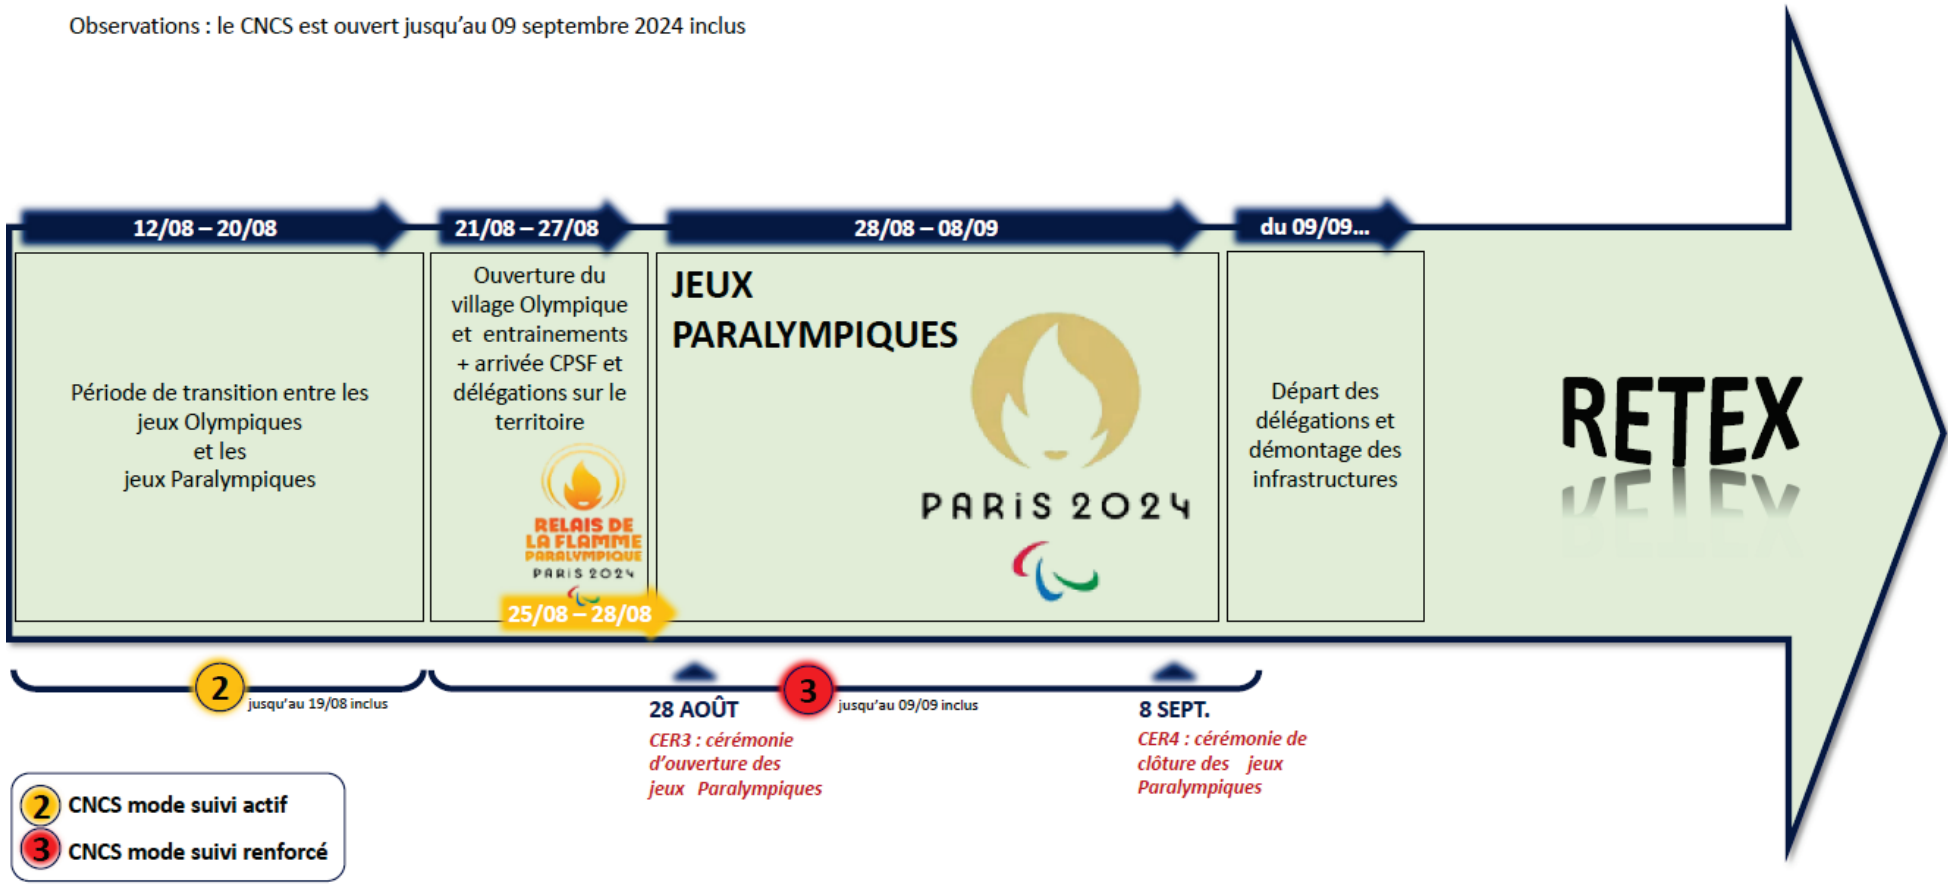 Observations : le CNCS est ouvert jusqu'au 09 septembre 2024 inclus
12/08 – 20/08
21/08 – 27/08
28/08 – 08/09
du 09/09...
Période de transition entre les
jeux Olympiques
et les
jeux Paralympiques
Ouverture du
village Olympique
et entrainements
+ arrivée CPSF et
délégations sur le
territoire
RELAIS DE
LA FLAMME
PARALYMPIQUE
PARIS 2024
25/08 – 28/08
JEUX
PARALYMPIQUES
PARIS 2024
Départ des
délégations et
démontage des
infrastructures
RETEX
2
jusqu'au 19/08 inclus
3
jusqu'au 09/09 inclus
28 AOÛT
CER3 : cérémonie
d'ouverture des
jeux Paralympiques
8 SEPT.
CER4 : cérémonie de
clôture des jeux
Paralympiques
2 CNCS mode suivi actif
3 CNCS mode suivi renforcé